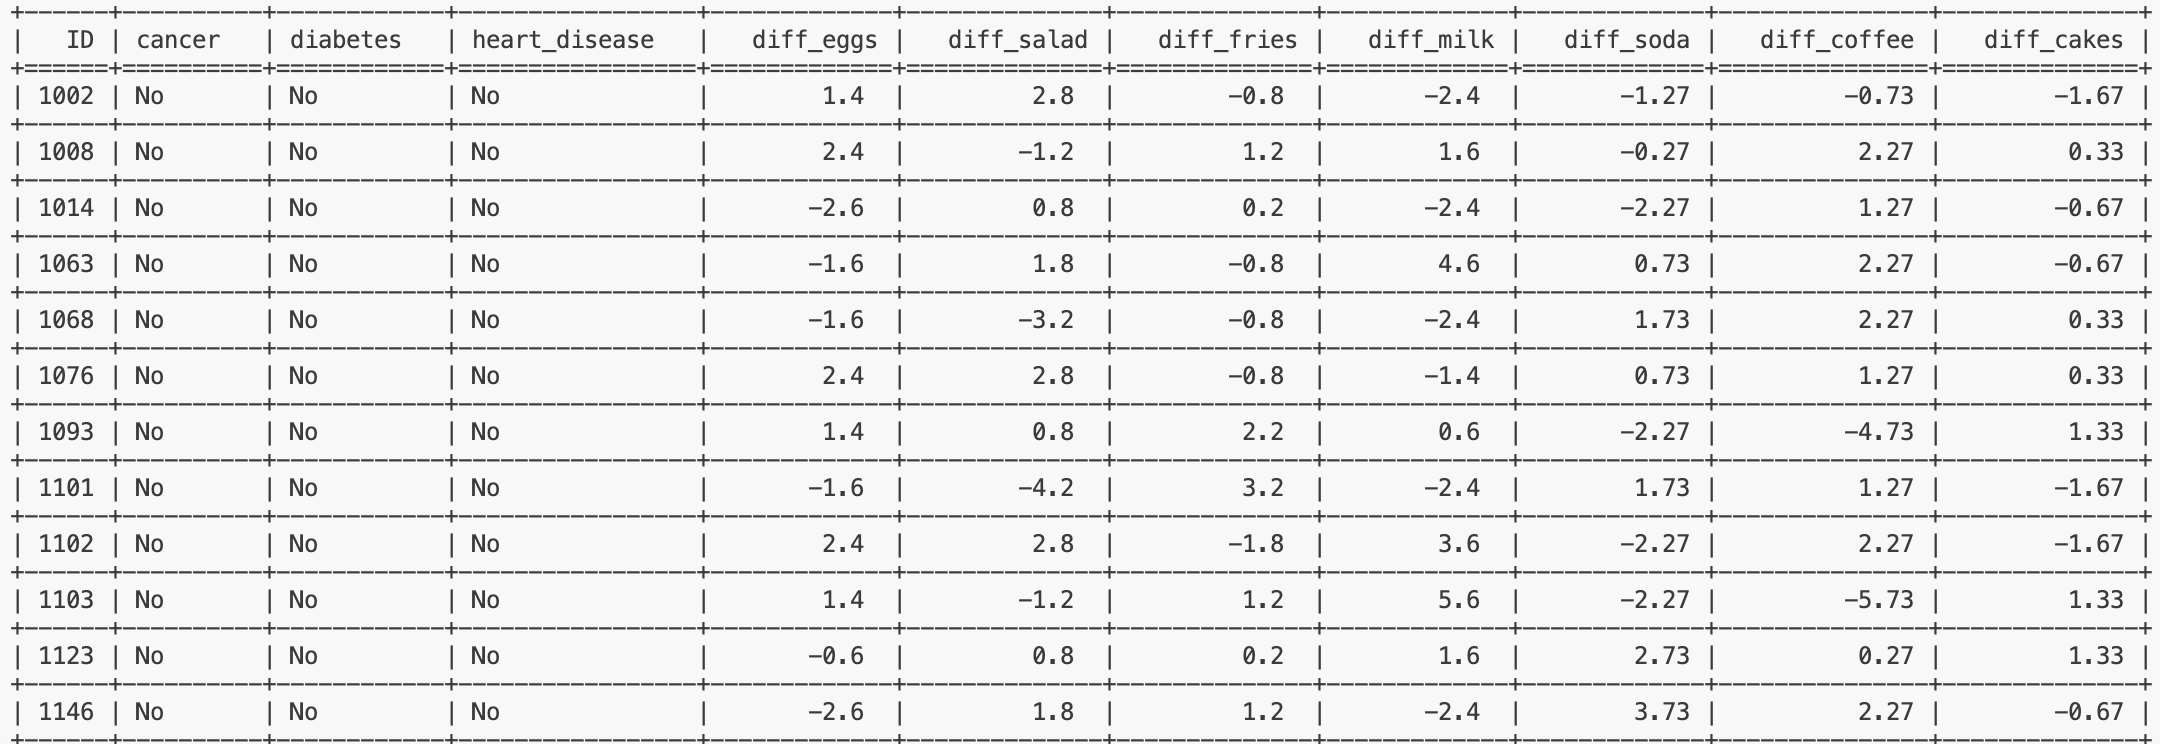 +------+----------+------------+-----------------+-------------+--------------+--------------+-------------+-------------+---------------+--------------+
|   ID | cancer   | diabetes   | heart_disease   |   diff_eggs |   diff_salad |   diff_fries |   diff_milk |   diff_soda |   diff_coffee |   diff_cakes |
+======+==========+============+=================+=============+==============+==============+=============+=============+===============+==============+
| 1002 | No       | No         | No              |         1.4 |          2.8 |         −0.8 |        −2.4 |       −1.27 |         −0.73 |        −1.67 |
+------+----------+------------+-----------------+-------------+--------------+--------------+-------------+-------------+---------------+--------------+
| 1008 | No       | No         | No              |         2.4 |         −1.2 |          1.2 |         1.6 |       −0.27 |          2.27 |         0.33 |
+------+----------+------------+-----------------+-------------+--------------+--------------+-------------+-------------+---------------+--------------+
| 1014 | No       | No         | No              |        −2.6 |          0.8 |          0.2 |        −2.4 |       −2.27 |          1.27 |        −0.67 |
+------+----------+------------+-----------------+-------------+--------------+--------------+-------------+-------------+---------------+--------------+
| 1063 | No       | No         | No              |        −1.6 |          1.8 |         −0.8 |         4.6 |        0.73 |          2.27 |        −0.67 |
+------+----------+------------+-----------------+-------------+--------------+--------------+-------------+-------------+---------------+--------------+
| 1068 | No       | No         | No              |        −1.6 |         −3.2 |         −0.8 |        −2.4 |        1.73 |          2.27 |         0.33 |
+------+----------+------------+-----------------+-------------+--------------+--------------+-------------+-------------+---------------+--------------+
| 1076 | No       | No         | No              |         2.4 |          2.8 |         −0.8 |        −1.4 |        0.73 |          1.27 |         0.33 |
+------+----------+------------+-----------------+-------------+--------------+--------------+-------------+-------------+---------------+--------------+
| 1093 | No       | No         | No              |         1.4 |          0.8 |          2.2 |         0.6 |       −2.27 |         −4.73 |         1.33 |
+------+----------+------------+-----------------+-------------+--------------+--------------+-------------+-------------+---------------+--------------+
| 1101 | No       | No         | No              |        −1.6 |         −4.2 |          3.2 |        −2.4 |        1.73 |          1.27 |        −1.67 |
+------+----------+------------+-----------------+-------------+--------------+--------------+-------------+-------------+---------------+--------------+
| 1102 | No       | No         | No              |         2.4 |          2.8 |         −1.8 |         3.6 |       −2.27 |          2.27 |        −1.67 |
+------+----------+------------+-----------------+-------------+--------------+--------------+-------------+-------------+---------------+--------------+
| 1103 | No       | No         | No              |         1.4 |         −1.2 |          1.2 |         5.6 |       −2.27 |         −5.73 |         1.33 |
+------+----------+------------+-----------------+-------------+--------------+--------------+-------------+-------------+---------------+--------------+
| 1123 | No       | No         | No              |        −0.6 |          0.8 |          0.2 |         1.6 |        2.73 |          0.27 |         1.33 |
+------+----------+------------+-----------------+-------------+--------------+--------------+-------------+-------------+---------------+--------------+
| 1146 | No       | No         | No              |        −2.6 |          1.8 |          1.2 |        −2.4 |        3.73 |          2.27 |        −0.67 |
+------+----------+------------+-----------------+-------------+--------------+--------------+-------------+-------------+---------------+--------------+